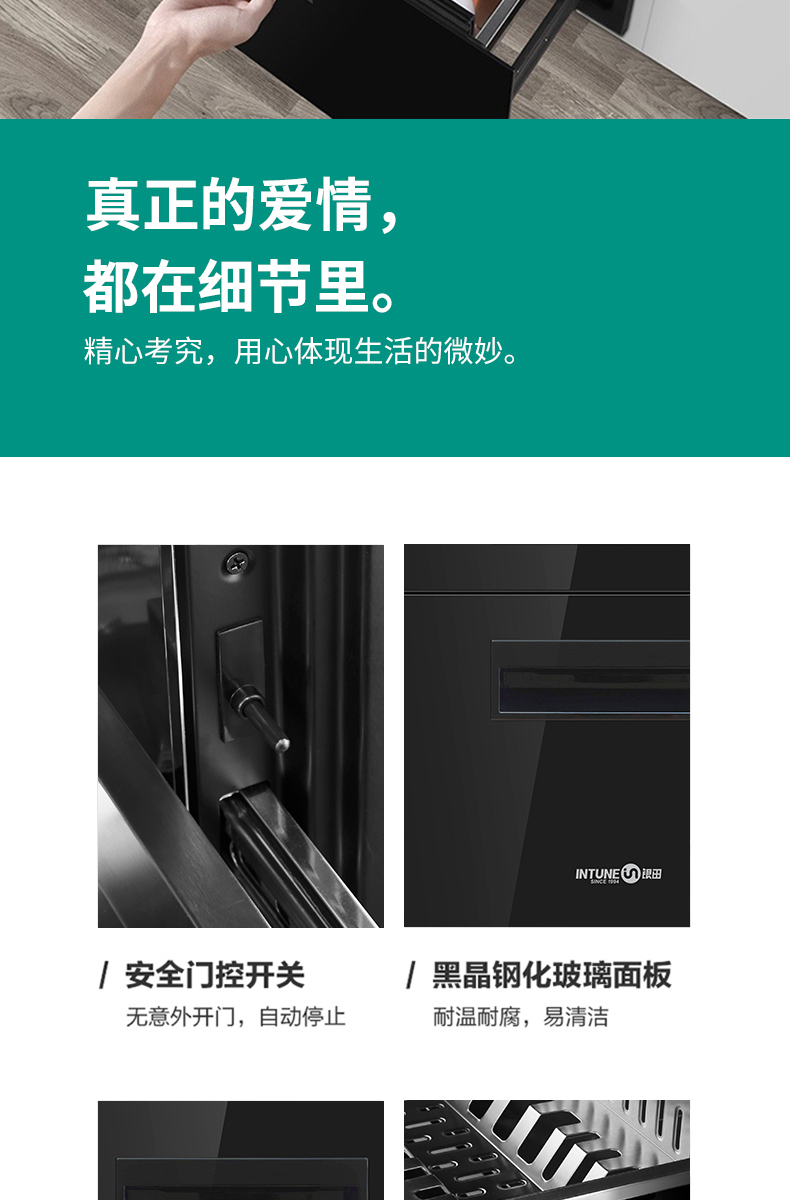 真正的爱情，
都在细节里。
精心考究，用心体现生活的微妙。
INTUNE 银田
SINCE 1994
/ 安全门控开关
无意外开门，自动停止
/ 黑晶钢化玻璃面板
耐温耐腐，易清洁